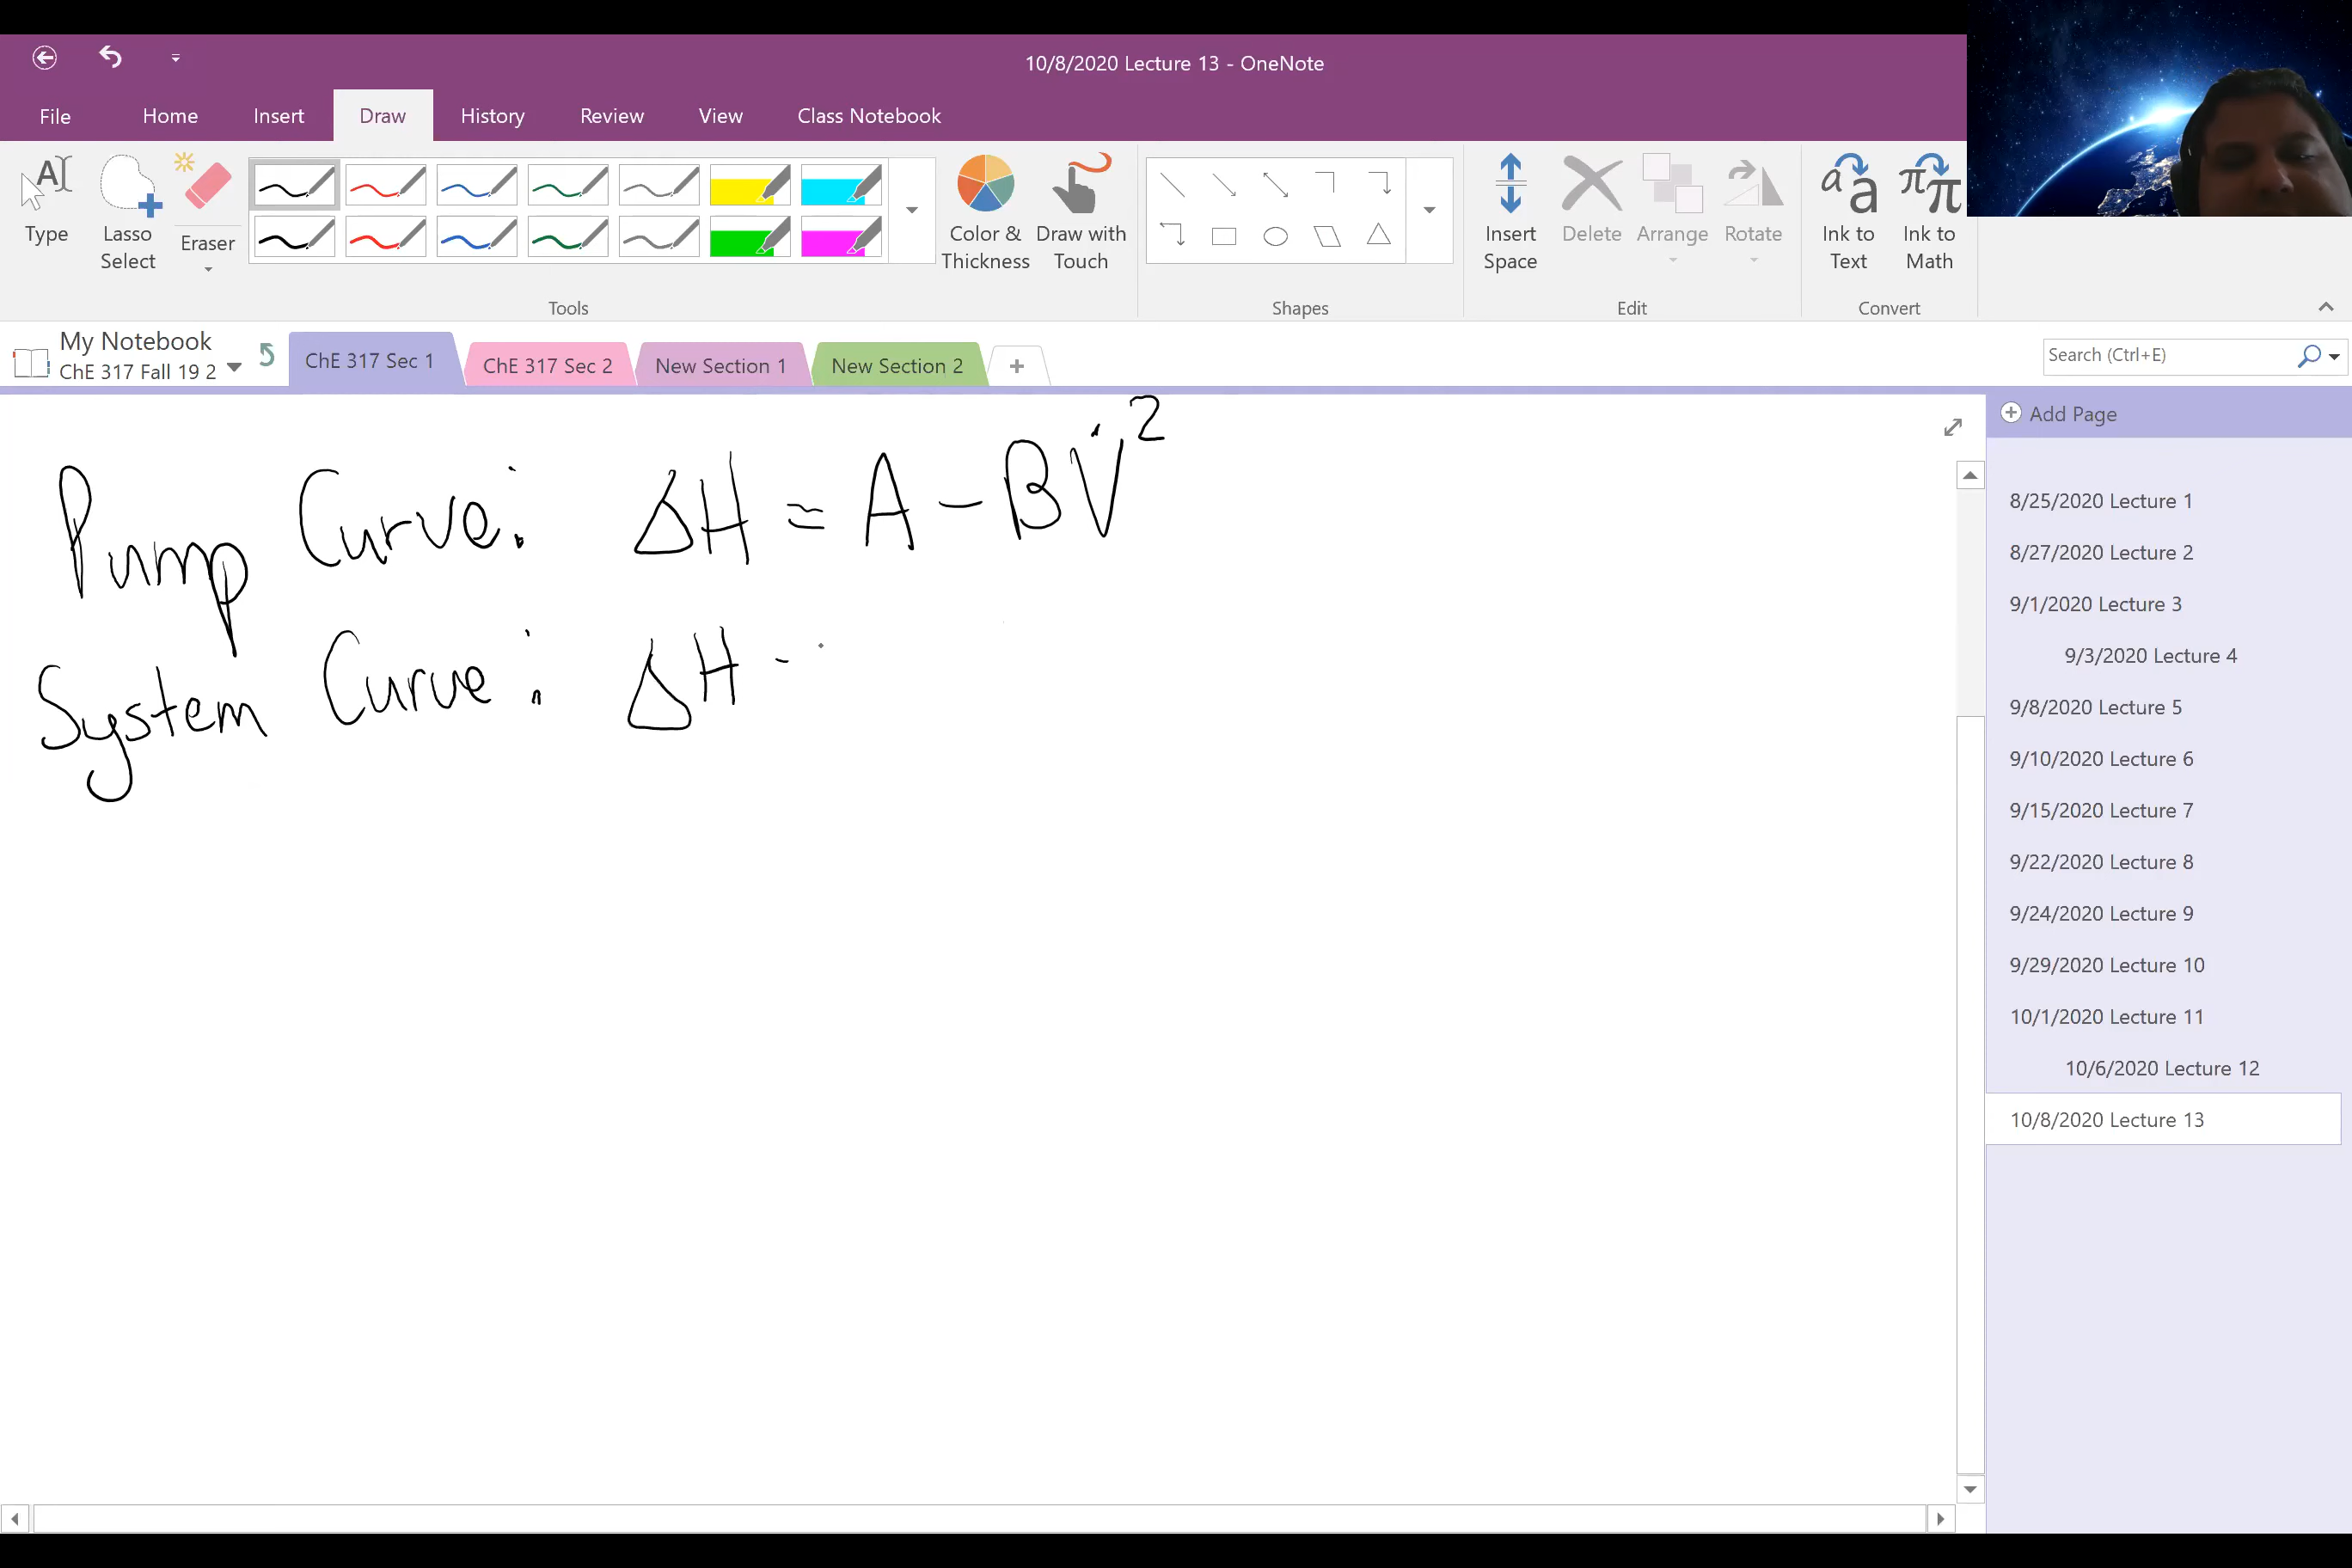 10/8/2020 Lecture 13 - OneNote
File Home Insert Draw History Review View Class Notebook
Type
Lasso Select
Eraser
Color & Thickness
Draw with Touch
Insert Space
Delete
Arrange
Rotate
Ink to Text
Ink to Math
Tools Shapes Edit Convert
My Notebook
ChE 317 Fall 19 2
ChE 317 Sec 1 ChE 317 Sec 2 New Section 1 New Section 2 +
Search (Ctrl+E)
Add Page
8/25/2020 Lecture 1
8/27/2020 Lecture 2
9/1/2020 Lecture 3
9/3/2020 Lecture 4
9/8/2020 Lecture 5
9/10/2020 Lecture 6
9/15/2020 Lecture 7
9/22/2020 Lecture 8
9/24/2020 Lecture 9
9/29/2020 Lecture 10
10/1/2020 Lecture 11
10/6/2020 Lecture 12
10/8/2020 Lecture 13
Pump Curve: ΔH = A - BV̇²
System Curve: ΔH -